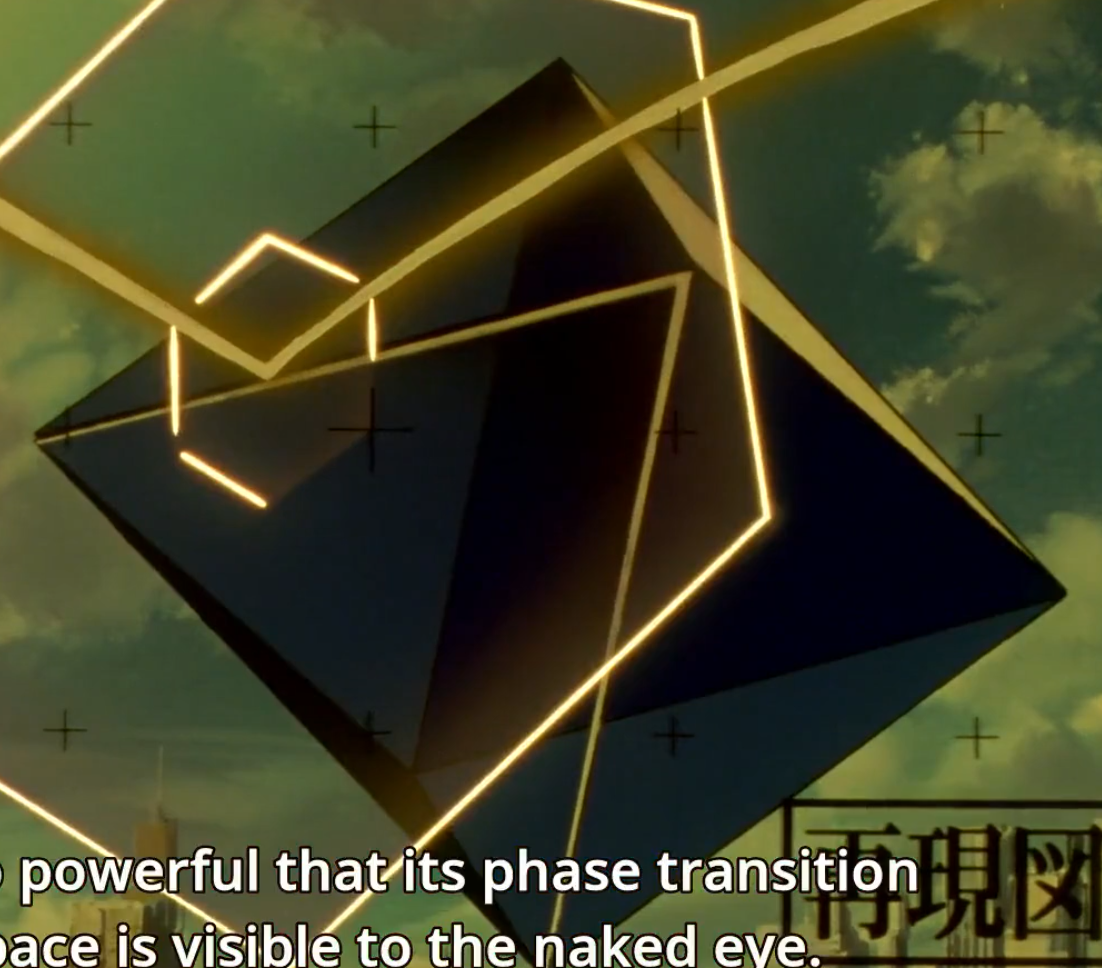 再現図
powerful that its phase transition
is visible to the naked eye.